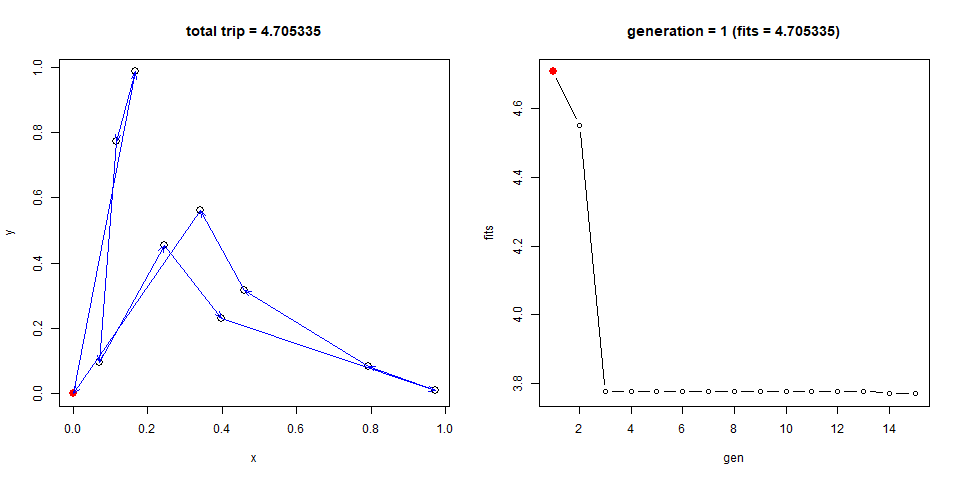 total trip = 4.705335
1.0
0.8
0.6
0.4
0.2
0.0
y
0.0 0.2 0.4 0.6 0.8 1.0
x
generation = 1 (fits = 4.705335)
4.6
4.4
4.2
4.0
3.8
fits
2 4 6 8 10 12 14
gen